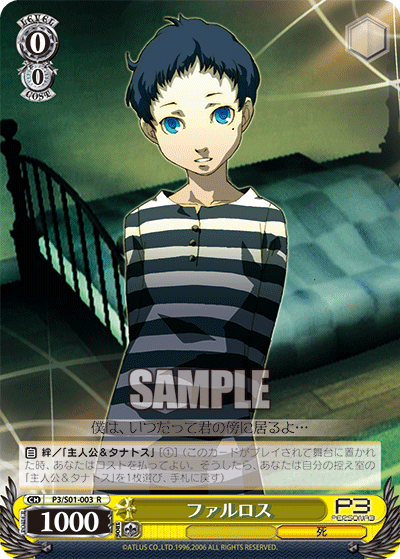 LEVEL
0
0
COST
SAMPLE
僕は、いつだって君の傍に居るよ…
自 絆／「主人公＆タナトス」［①］（このカードがプレイされて舞台に置かれ
た時、あなたはコストを払ってよい。そうしたら、あなたは自分の控え室の
「主人公＆タナトス」を1枚選び、手札に戻す）
CH P3/S01-003 R
1000
ファルロス
P3
PERSONA3
死
©ATLUS CO.,LTD.1996,2006 ALL RIGHTS RESERVED.